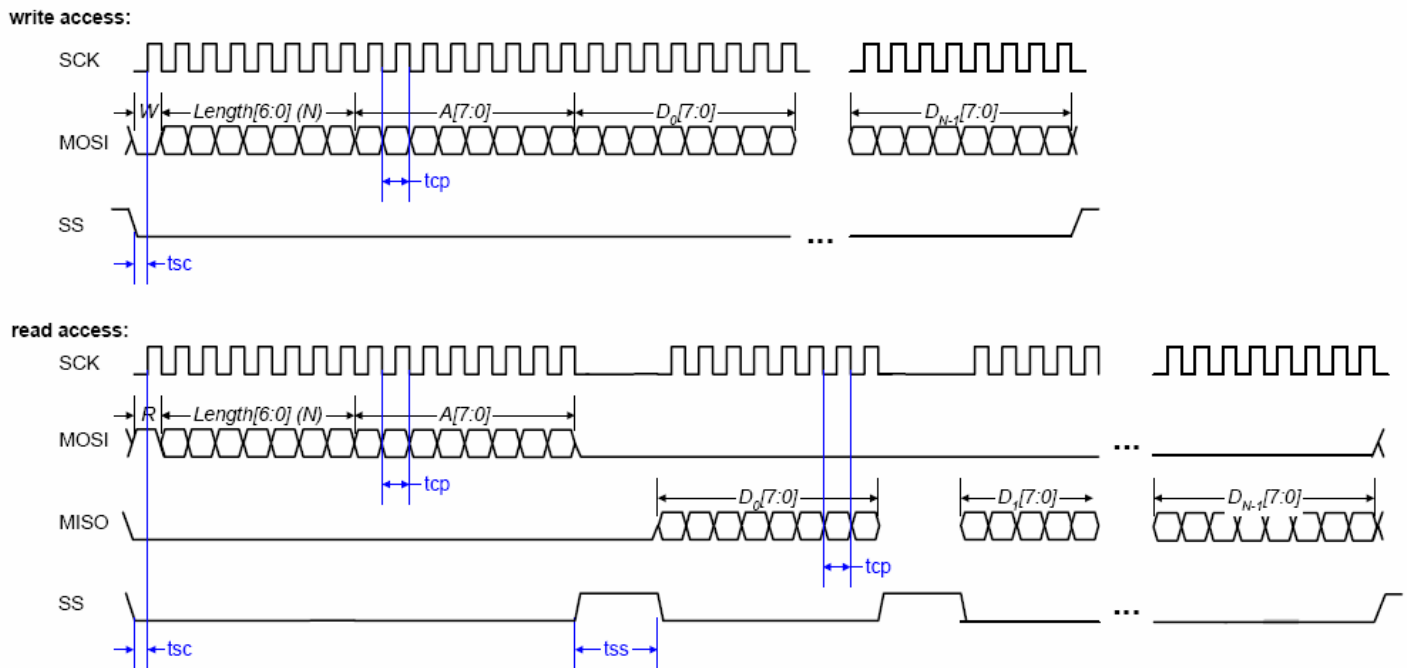 write access:
SCK
W Length[6:0] (N) A[7:0] D0[7:0] DN-1[7:0]
MOSI
tcp
SS
...
tsc
read access:
SCK
R Length[6:0] (N) A[7:0]
MOSI
...
tcp
D0[7:0] D1[7:0] DN-1[7:0]
MISO
tcp
SS
...
tsc tss